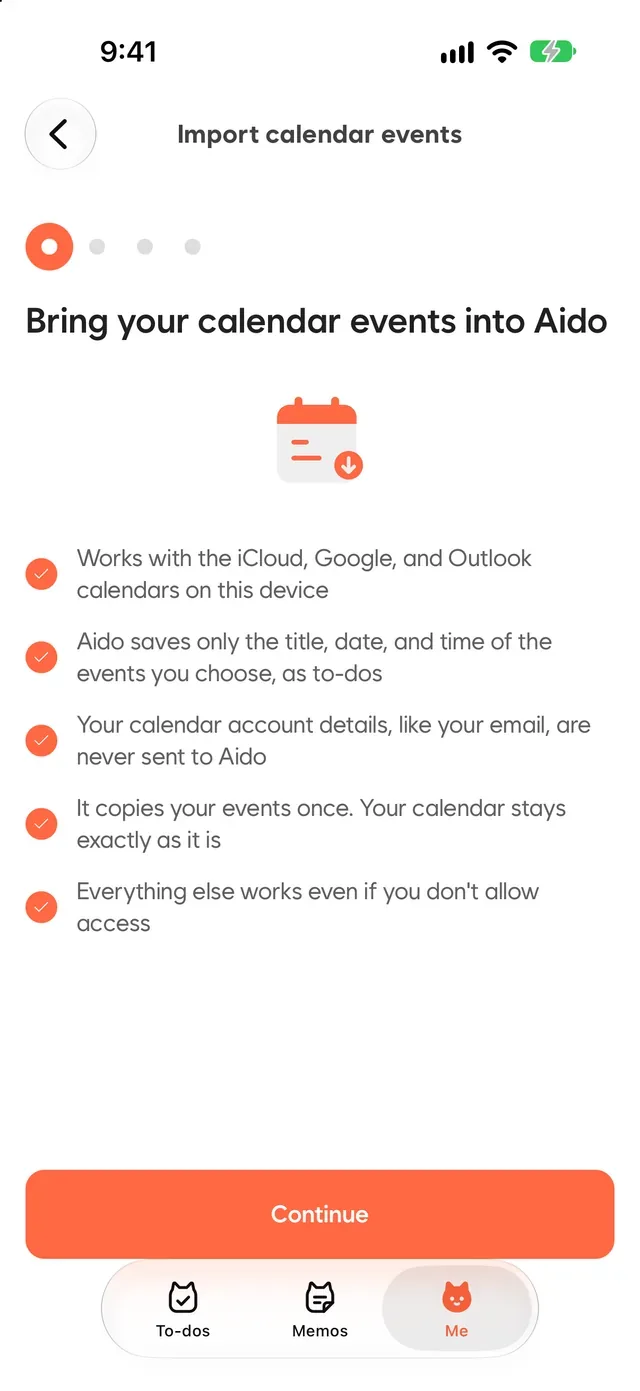 9:41
Import calendar events
Bring your calendar events into Aido
Works with the iCloud, Google, and Outlook
calendars on this device
Aido saves only the title, date, and time of the
events you choose, as to-dos
Your calendar account details, like your email, are
never sent to Aido
It copies your events once. Your calendar stays
exactly as it is
Everything else works even if you don't allow
access
Continue
To-dos
Memos
Me